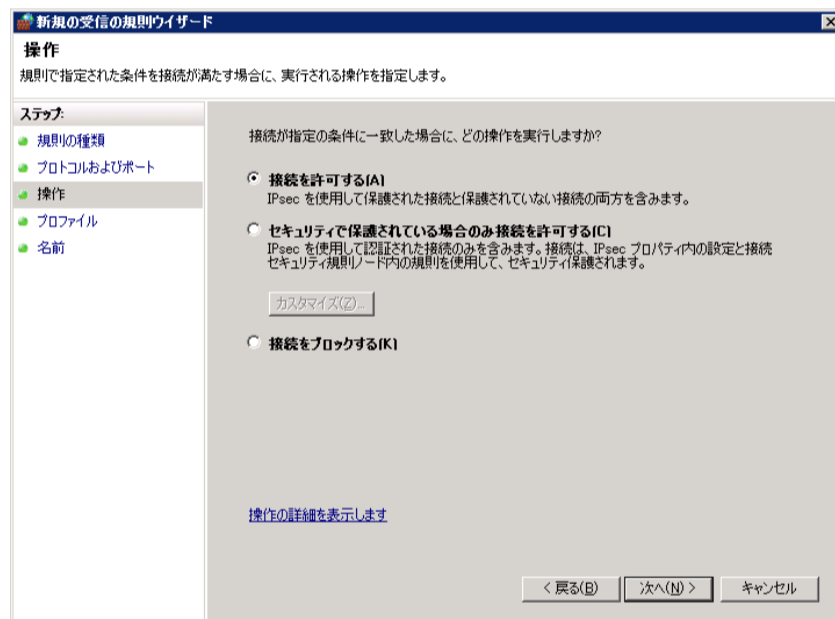 新規の受信の規則ウィザード
操作
規則で指定された条件を接続が満たす場合に、実行される操作を指定します。
ステップ:
規則の種類
プロトコルおよびポート
操作
プロファイル
名前
接続が指定の条件に一致した場合に、どの操作を実行しますか?
接続を許可する(A)
IPsec を使用して保護された接続と保護されていない接続の両方を含みます。
セキュリティで保護されている場合のみ接続を許可する(C)
IPsec を使用して認証された接続のみを含みます。接続は、IPsec プロパティ内の設定と接続
セキュリティ規則ノード内の規則を使用して、セキュリティ保護されます。
カスタマイズ(Z)...
接続をブロックする(K)
操作の詳細を表示します
< 戻る(B)
次へ(N) >
キャンセル